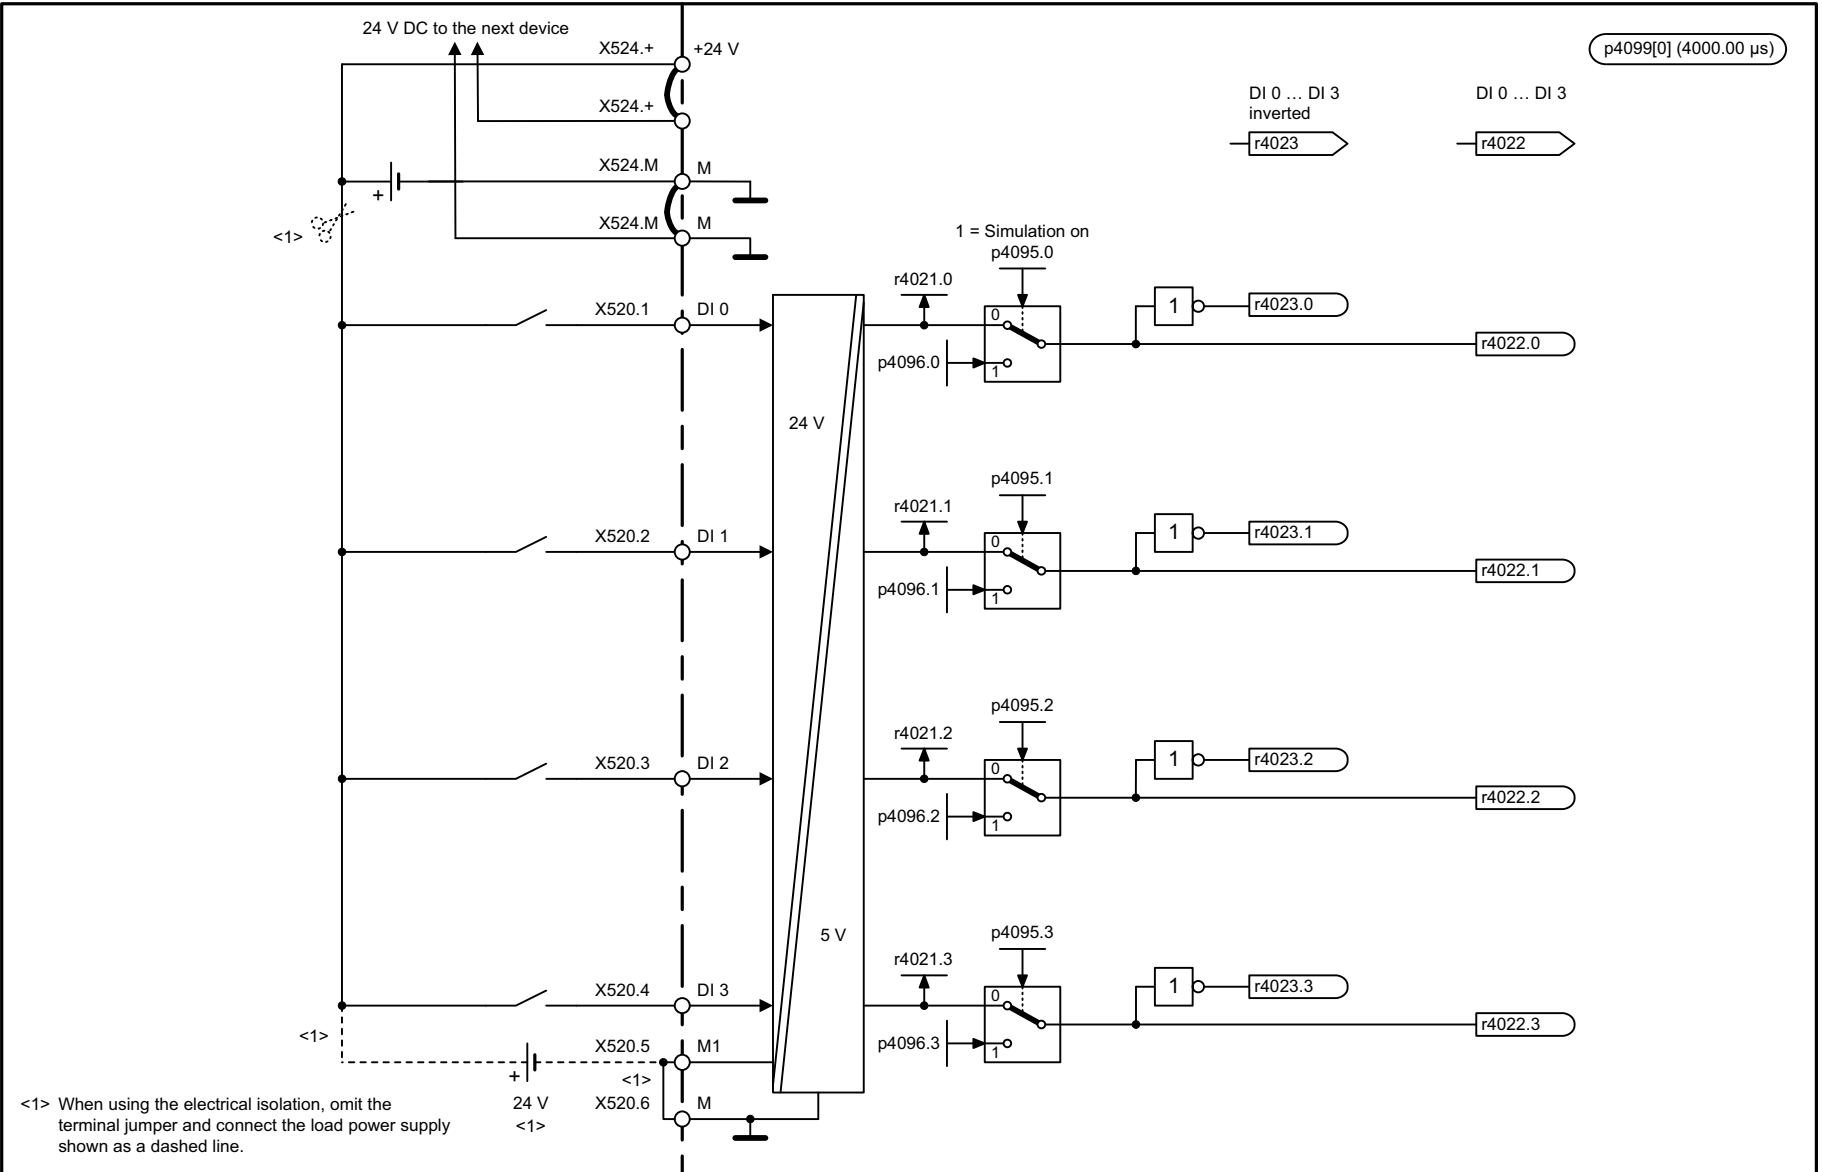 24 V DC to the next device
X524.+
+24 V
p4099[0] (4000.00 µs)
X524.+
DI 0 … DI 3
inverted
DI 0 … DI 3
r4023
r4022
X524.M
M
+
<1>
X524.M
M
1 = Simulation on
p4095.0
r4021.0
X520.1
DI 0
0
1
r4023.0
r4022.0
p4096.0
1
24 V
p4095.1
r4021.1
X520.2
DI 1
0
1
r4023.1
r4022.1
p4096.1
1
p4095.2
r4021.2
X520.3
DI 2
0
1
r4023.2
r4022.2
p4096.2
1
5 V
p4095.3
r4021.3
X520.4
DI 3
0
1
r4023.3
r4022.3
<1>
X520.5
M1
p4096.3
1
+
<1>
24 V
<1>
X520.6
M
<1> When using the electrical isolation, omit the
terminal jumper and connect the load power supply
shown as a dashed line.